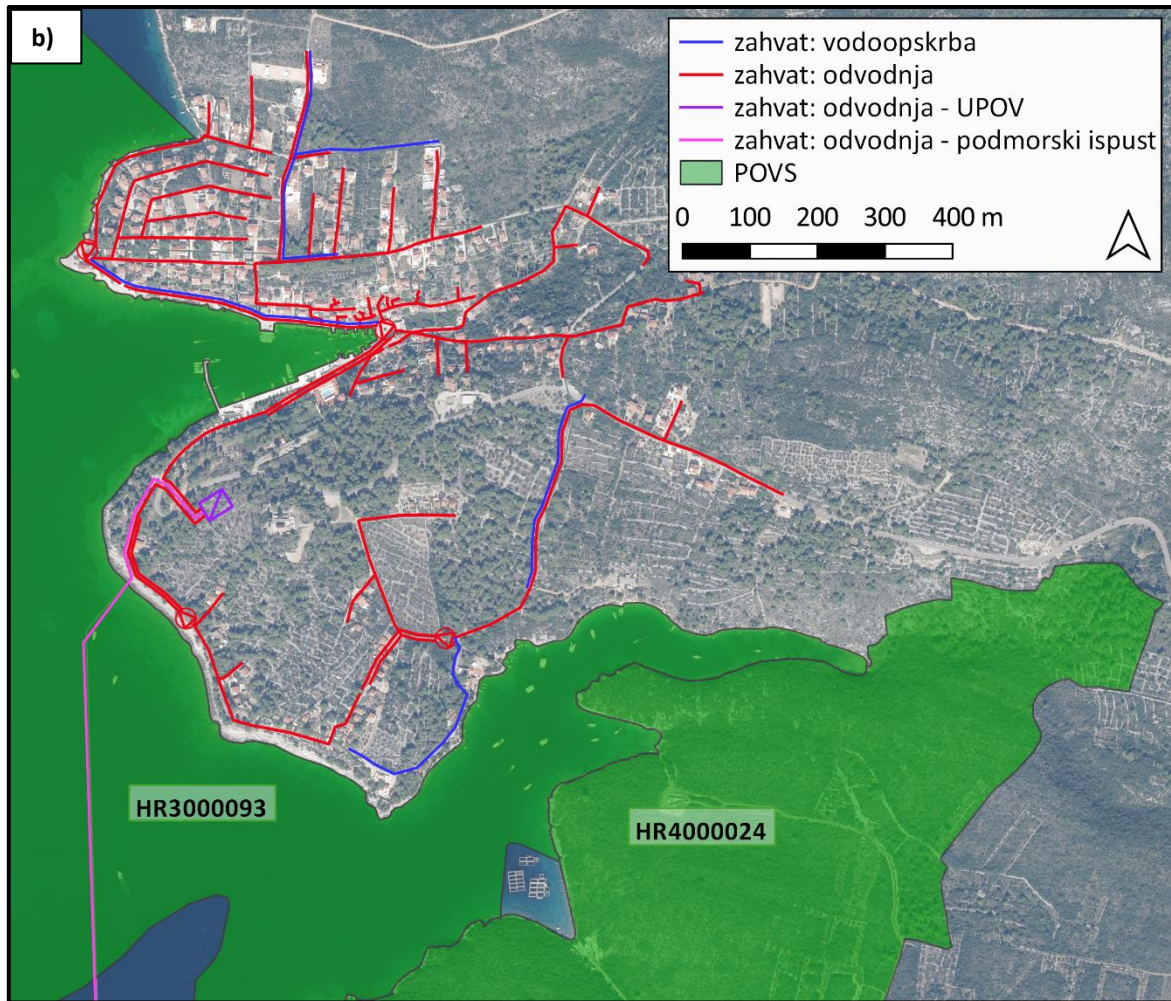 b)
zahvat: vodoopskrba
zahvat: odvodnja
zahvat: odvodnja - UPOV
zahvat: odvodnja - podmorski ispust
POVS
0 100 200 300 400 m
HR3000093
HR4000024